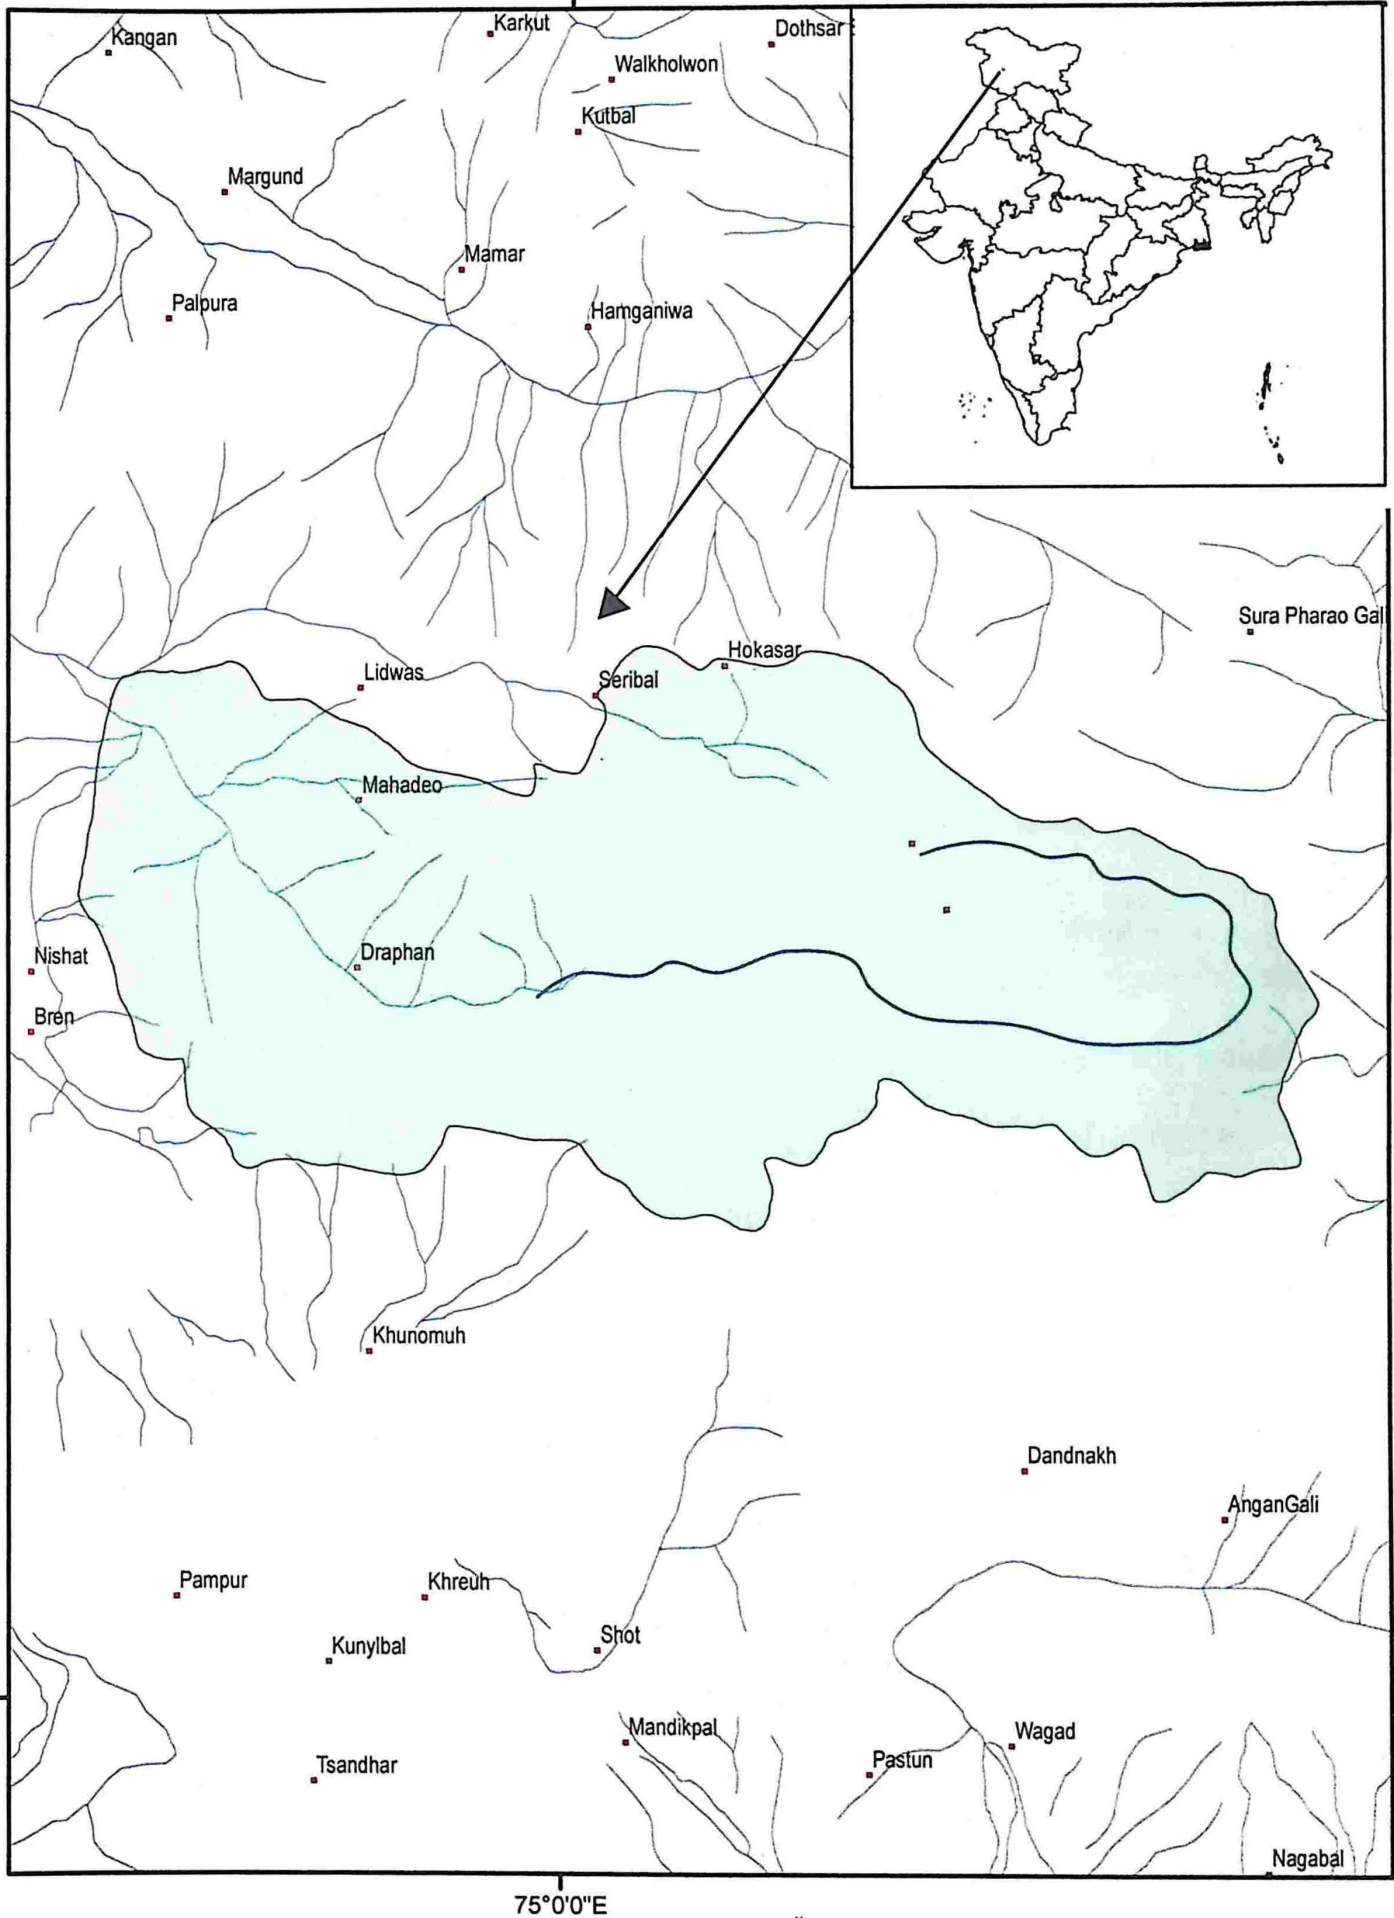 Karkut
Dothsar
Kangan
Walkholwon
Kutbal
Margund
Mamar
Palpura
Hamganiwa
Sura Pharao Gal
Hokasar
Lidwas
Seribal
Mahadeo
Draphan
Nishat
Bren
Khunomuh
Dandnakh
AnganGali
Pampur
Khreuh
Shot
Kunylbal
Mandikpal
Wagad
Pastun
Tsandhar
Nagabal
75°0'0"E